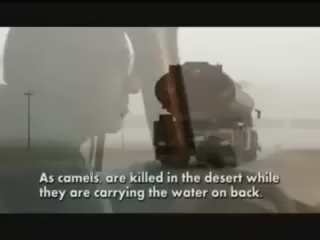 As camels, are killed in the desert while
they are carrying the water on back.